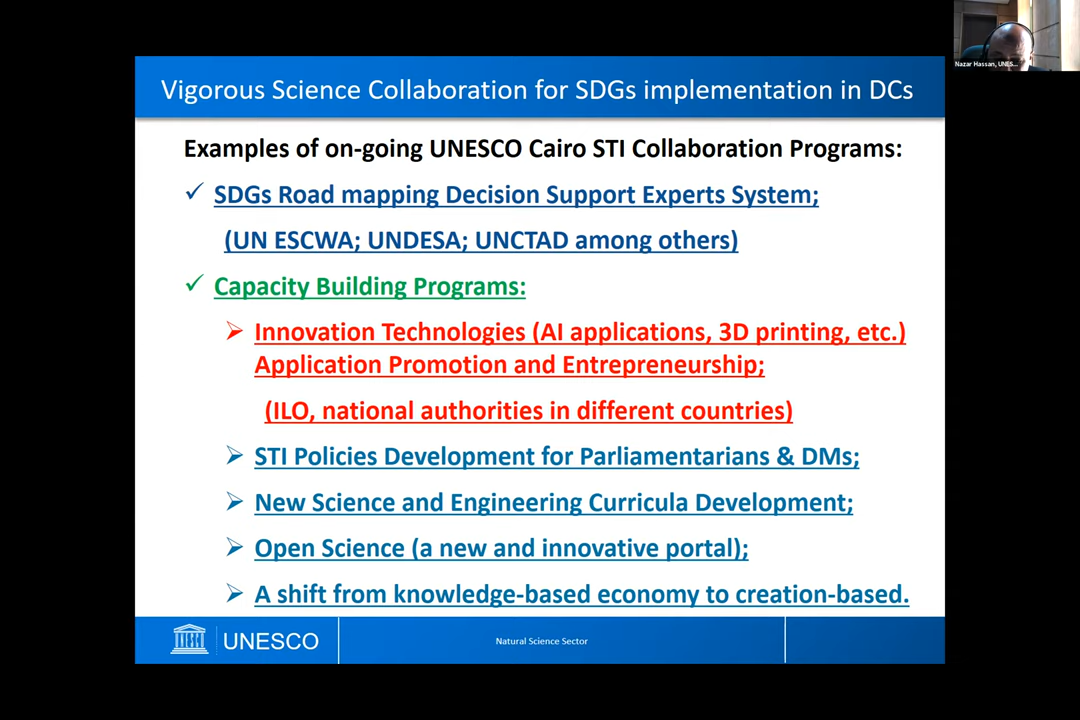 Nazar Hassan, UNES...
Vigorous Science Collaboration for SDGs implementation in DCs
Examples of on-going UNESCO Cairo STI Collaboration Programs:
SDGs Road mapping Decision Support Experts System;
(UN ESCWA; UNDESA; UNCTAD among others)
Capacity Building Programs:
Innovation Technologies (AI applications, 3D printing, etc.)
Application Promotion and Entrepreneurship;
(ILO, national authorities in different countries)
STI Policies Development for Parliamentarians & DMs;
New Science and Engineering Curricula Development;
Open Science (a new and innovative portal);
A shift from knowledge-based economy to creation-based.
UNESCO
UNESCO
Natural Science Sector